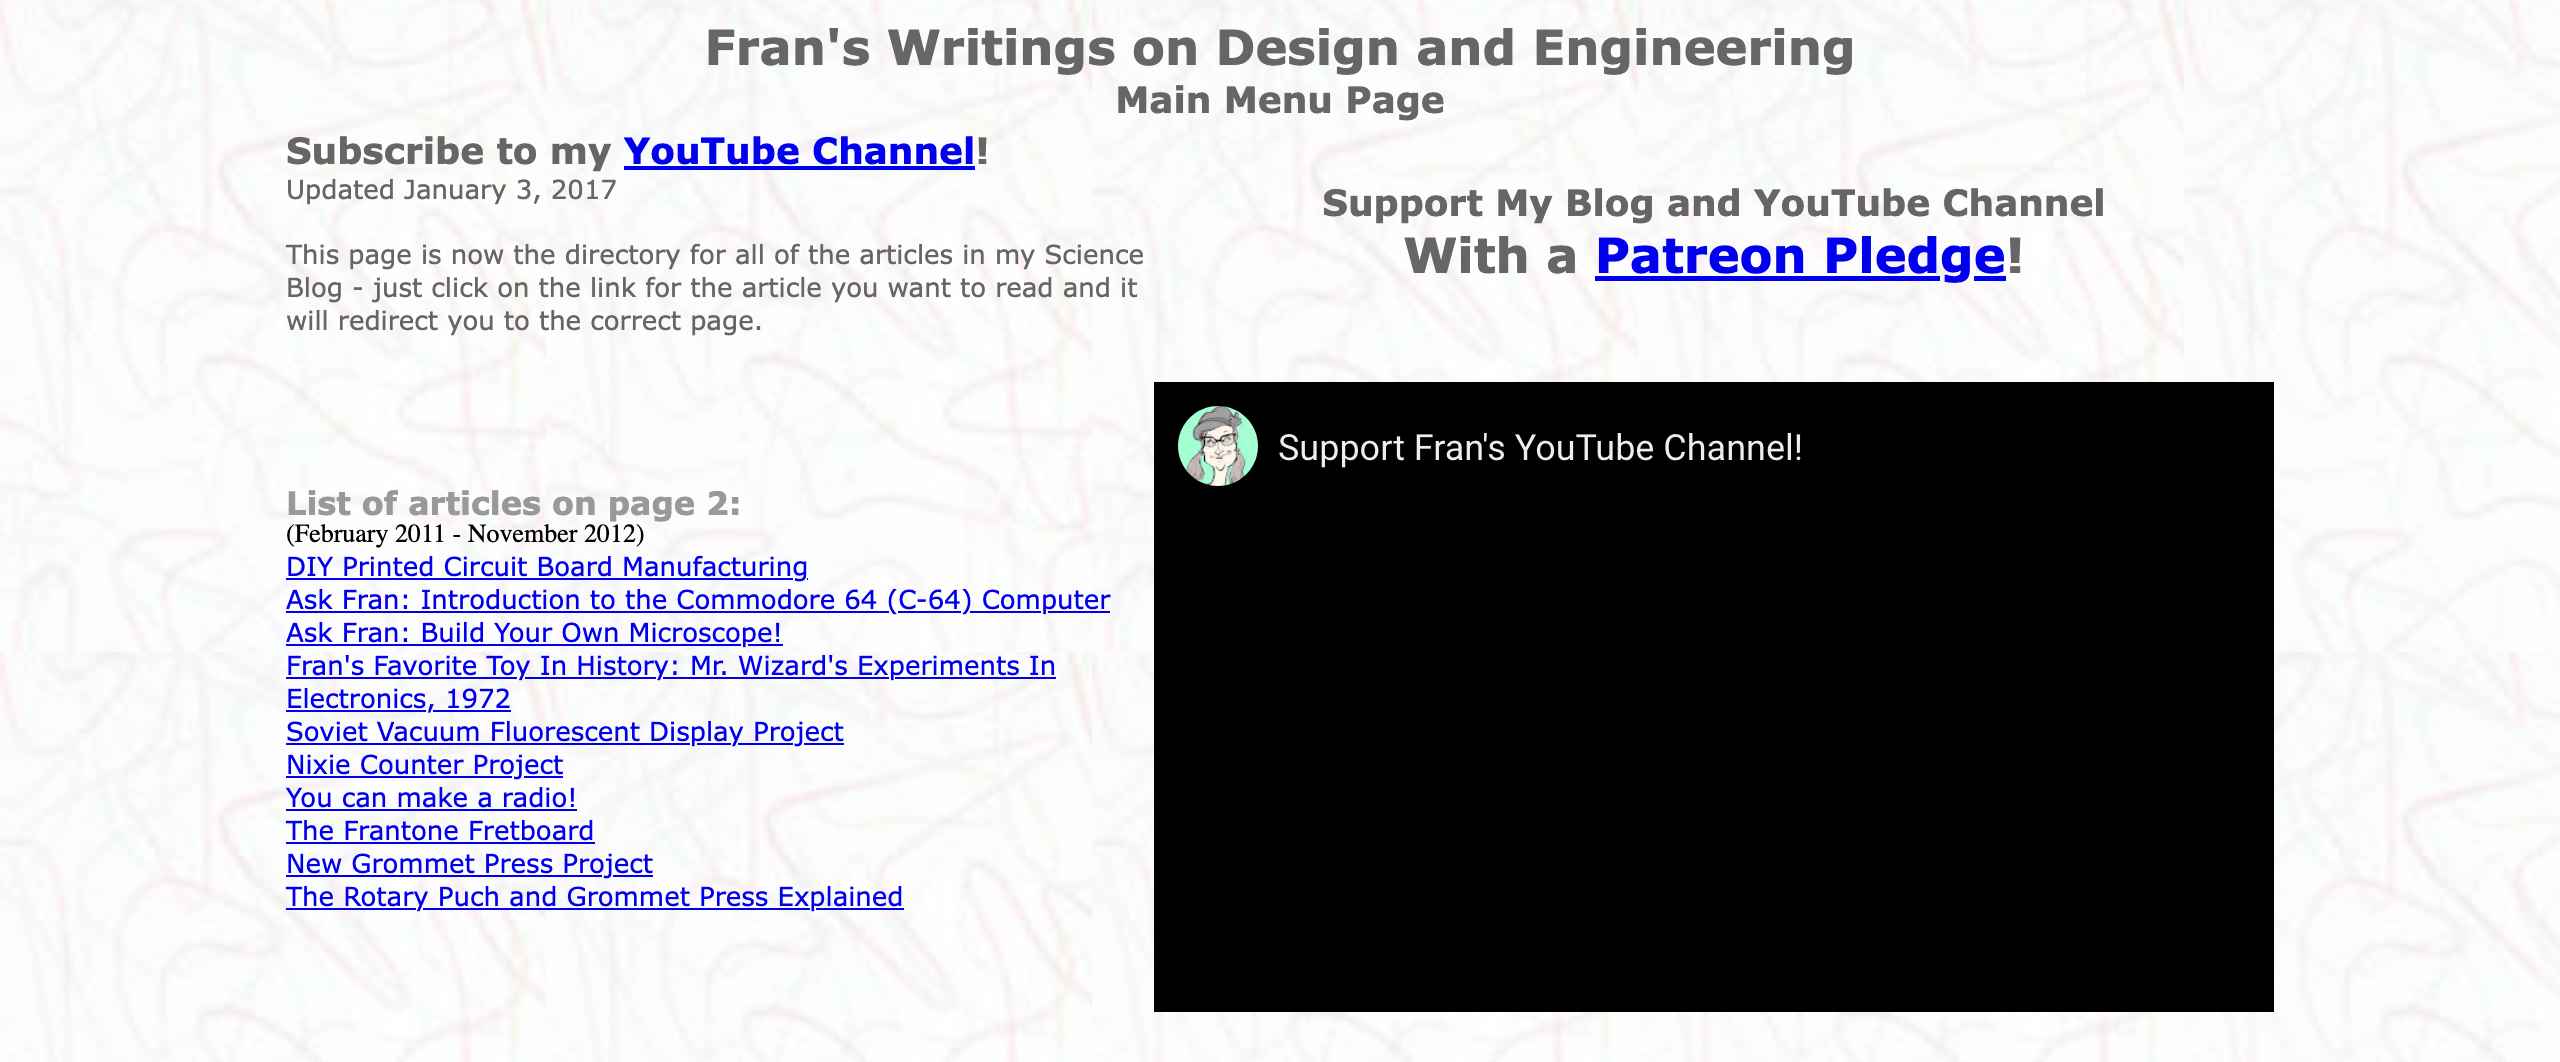 Fran's Writings on Design and Engineering
Main Menu Page
Subscribe to my YouTube Channel!
Updated January 3, 2017
This page is now the directory for all of the articles in my Science
Blog - just click on the link for the article you want to read and it
will redirect you to the correct page.
Support My Blog and YouTube Channel
With a Patreon Pledge!
Support Fran's YouTube Channel!
List of articles on page 2:
(February 2011 - November 2012)
DIY Printed Circuit Board Manufacturing
Ask Fran: Introduction to the Commodore 64 (C-64) Computer
Ask Fran: Build Your Own Microscope!
Fran's Favorite Toy In History: Mr. Wizard's Experiments In
Electronics, 1972
Soviet Vacuum Fluorescent Display Project
Nixie Counter Project
You can make a radio!
The Frantone Fretboard
New Grommet Press Project
The Rotary Puch and Grommet Press Explained